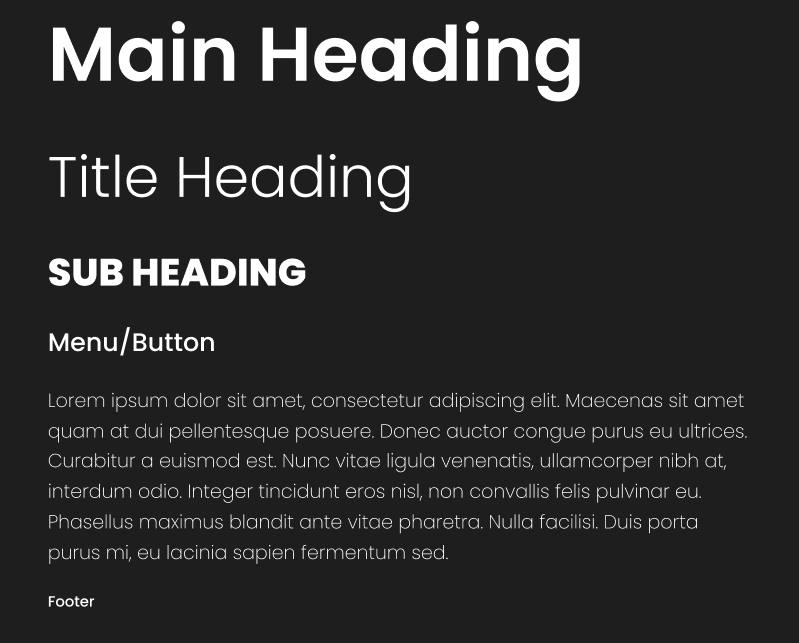 Main Heading
Title Heading
SUB HEADING
Menu/Button
Lorem ipsum dolor sit amet, consectetur adipiscing elit. Maecenas sit amet
quam at dui pellentesque posuere. Donec auctor congue purus eu ultrices.
Curabitur a euismod est. Nunc vitae ligula venenatis, ullamcorper nibh at,
interdum odio. Integer tincidunt eros nisl, non convallis felis pulvinar eu.
Phasellus maximus blandit ante vitae pharetra. Nulla facilisi. Duis porta
purus mi, eu lacinia sapien fermentum sed.
Footer